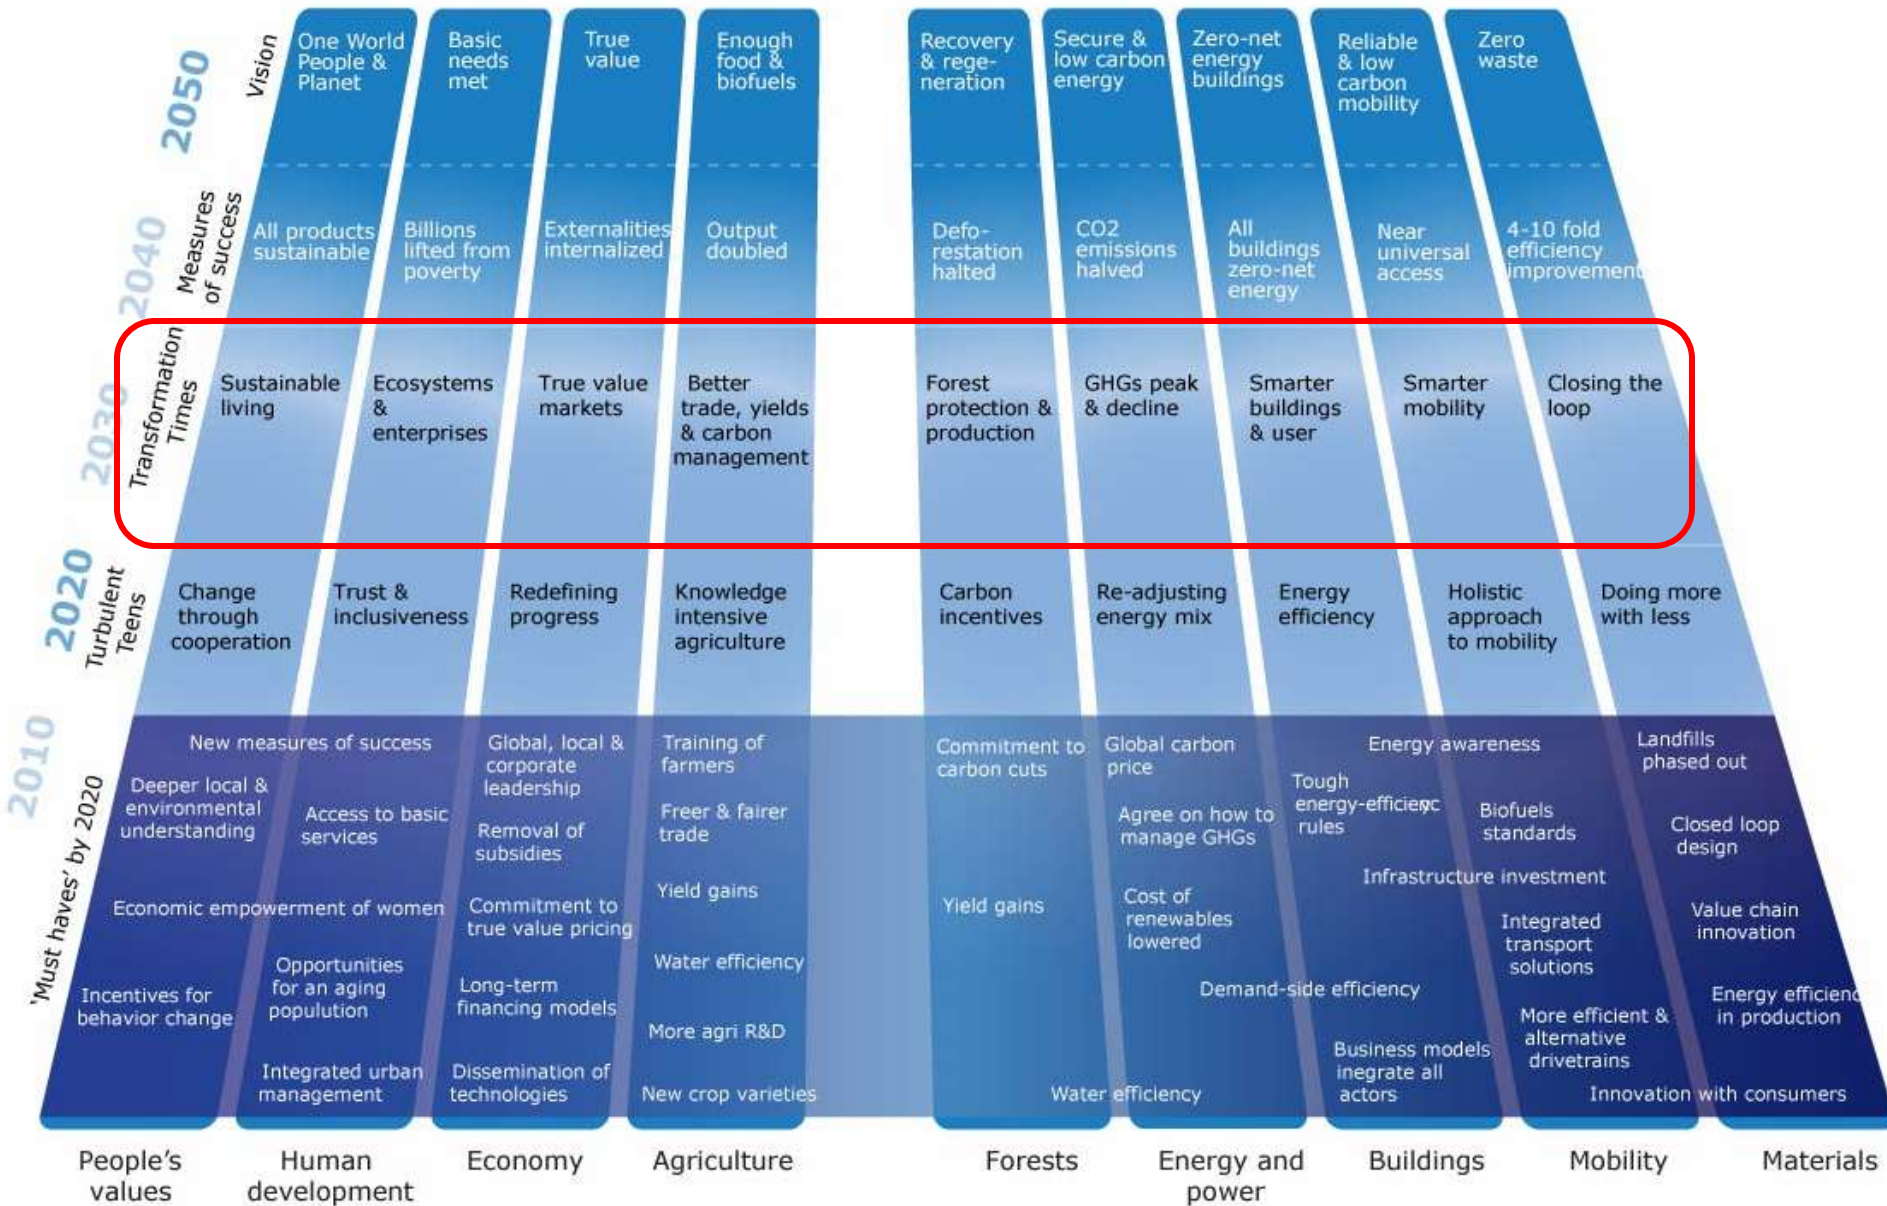 2050
Vision
One World
People &
Planet
Basic
needs
met
True
value
Enough
food &
biofuels
Recovery
& rege-
neration
Secure &
low carbon
energy
Zero-net
energy
buildings
Reliable
& low
carbon
mobility
Zero
waste
2040
Measures
of success
All products
sustainable
Billions
lifted from
poverty
Externalities
internalized
Output
doubled
Defo-
restation
halted
CO2
emissions
halved
All
buildings
zero-net
energy
Near
universal
access
4-10 fold
efficiency
improvement
2030
Transformation
Times
Sustainable
living
Ecosystems
&
enterprises
True value
markets
Better
trade, yields
& carbon
management
Forest
protection &
production
GHGs peak
& decline
Smarter
buildings
& user
Smarter
mobility
Closing the
loop
2020
Turbulent
Teens
Change
through
cooperation
Trust &
inclusiveness
Redefining
progress
Knowledge
intensive
agriculture
Carbon
incentives
Re-adjusting
energy mix
Energy
efficiency
Holistic
approach
to mobility
Doing more
with less
2010
'Must haves' by 2020
New measures of success
Deeper local &
environmental
understanding
Access to basic
services
Economic empowerment of women
Incentives for
behavior change
Opportunities
for an aging
populution
Integrated urban
management
Global, local &
corporate
leadership
Removal of
subsidies
Commitment to
true value pricing
Long-term
financing models
Dissemination of
technologies
Training of
farmers
Freer & fairer
trade
Yield gains
Water efficiency
More agri R&D
New crop varieties
Commitment to
carbon cuts
Yield gains
Water efficiency
Global carbon
price
Agree on how to
manage GHGs
Cost of
renewables
lowered
Demand-side efficiency
Energy awareness
Tough
energy-efficienc
rules
Infrastructure investment
Business models
inegrate all
actors
Biofuels
standards
Integrated
transport
solutions
More efficient &
alternative
drivetrains
Innovation with consumers
Landfills
phased out
Closed loop
design
Value chain
innovation
Energy efficienc
in production
People's
values
Human
development
Economy
Agriculture
Forests
Energy and
power
Buildings
Mobility
Materials